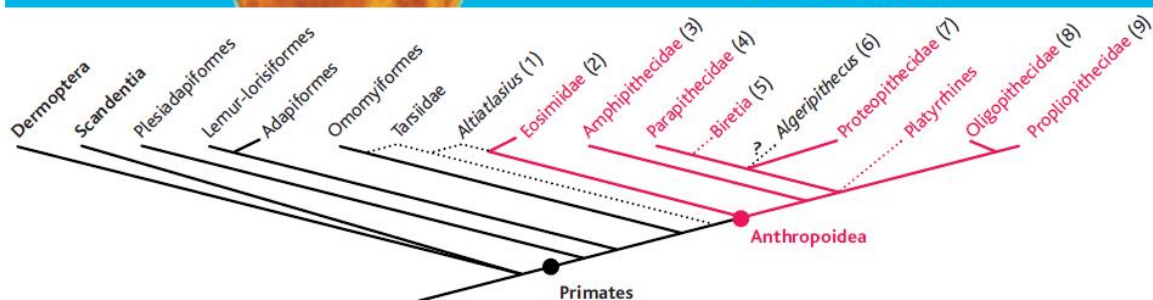 Dermoptera
Scandentia
Plesiadapiformes
Lemur-lorisiformes
Adapiformes
Omomyiformes
Tarsiidae
Altiatlasius (1)
Eosimiidae (2)
Amphipithecidae (3)
Parapithecidae (4)
Biretia (5)
?
Algeripithecus (6)
Proteopithecidae (7)
Platyrrhines
Oligopithecidae (8)
Propliopithecidae (9)
Anthropoidea
Primates